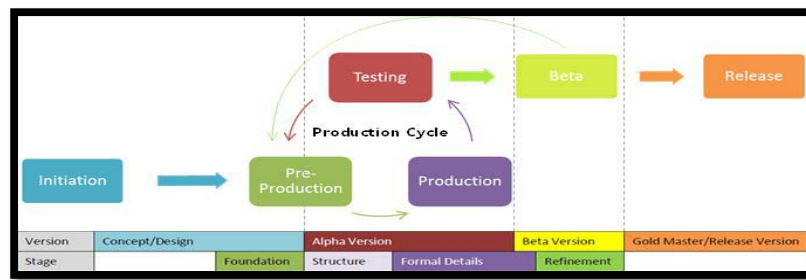 Testing
Beta
Release
Production Cycle
Initiation
Pre-
Production
Production
Version Concept/Design Alpha Version Beta Version Gold Master/Release Version
Stage Foundation Structure Formal Details Refinement